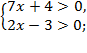 7x + 4 > 0,
2x − 3 > 0;